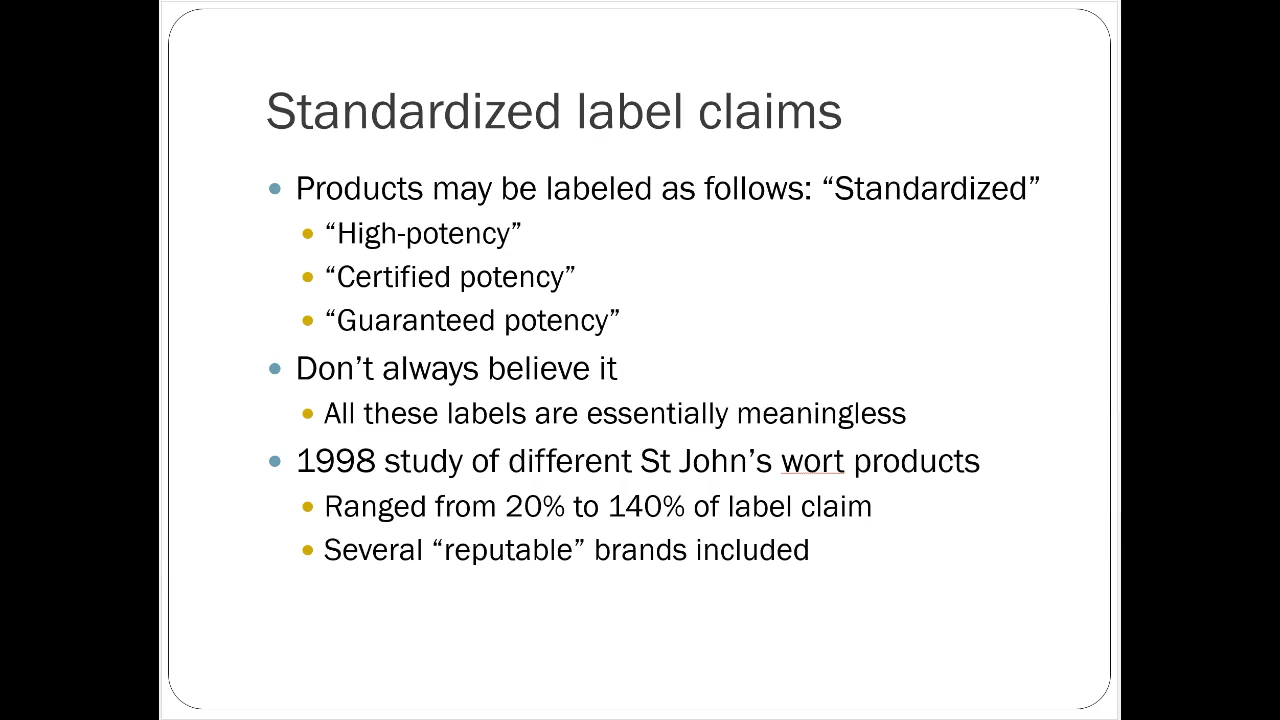 Standardized label claims
Products may be labeled as follows: “Standardized”
“High-potency”
“Certified potency”
“Guaranteed potency”
Don’t always believe it
All these labels are essentially meaningless
1998 study of different St John’s wort products
Ranged from 20% to 140% of label claim
Several “reputable” brands included